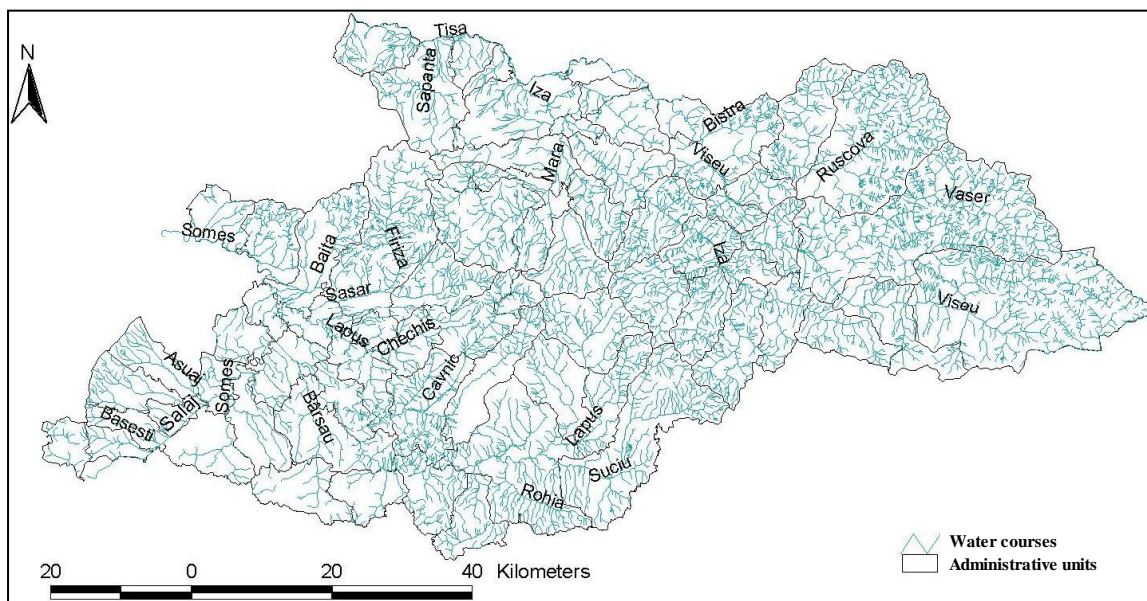 Tisa
N
Sapanta
Iza
Bistra
Mara
Viseu
Ruscova
Vaser
Somes
Baita
Firiza
Iza
Sasar
Viseu
Lapus
Chechis
Asuaj
Somes
Cavnic
Salaj
Basesti
Barsau
Lapus
Suciu
Rohia
Water courses
Administrative units
20 0 20 40 Kilometers